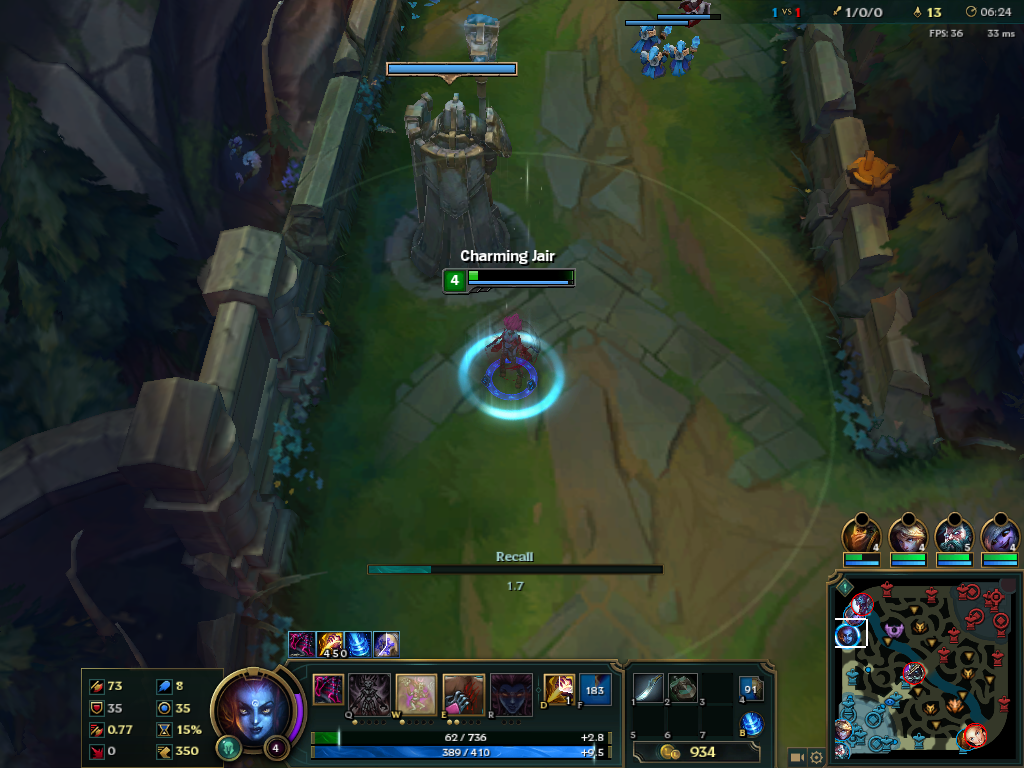 1 vs 1 1/0/0 13 06:24
FPS: 36 33 ms
Charming Jair
4
Recall
1.7
450
4 4 5 4
73 8
35 35
0.77 15%
0 350
4
Q W E R D 1 F 183
62 / 736 +2.8
389 / 410 +9.5
1 2 3 91 4
5 6 7 B
934